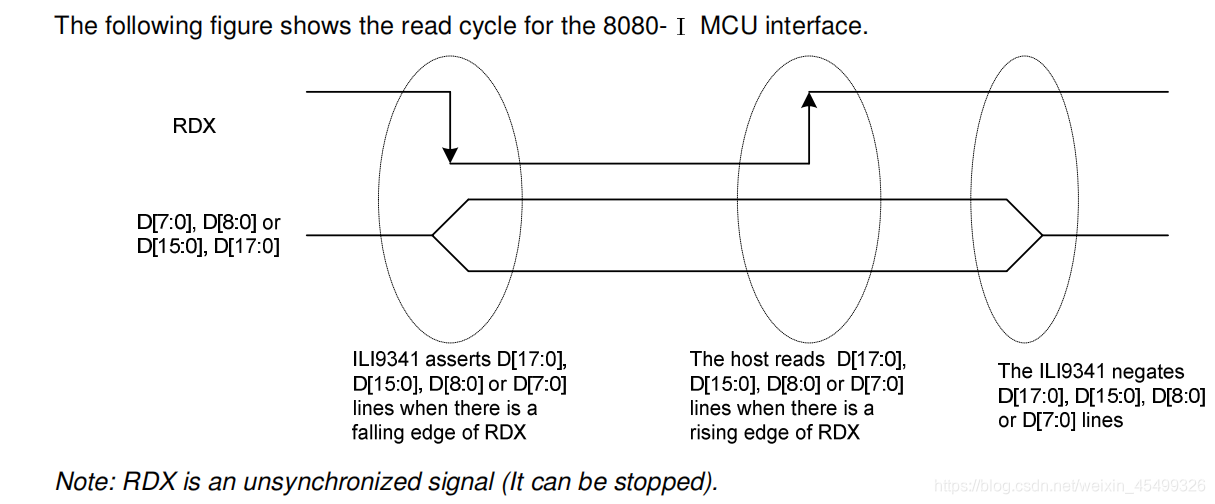 The following figure shows the read cycle for the 8080- I MCU interface.
RDX
D[7:0], D[8:0] or
D[15:0], D[17:0]
ILI9341 asserts D[17:0],
D[15:0], D[8:0] or D[7:0]
lines when there is a
falling edge of RDX
The host reads D[17:0],
D[15:0], D[8:0] or D[7:0]
lines when there is a
rising edge of RDX
The ILI9341 negates
D[17:0], D[15:0], D[8:0]
or D[7:0] lines
Note: RDX is an unsynchronized signal (It can be stopped).
https://blog.csdn.net/weixin_45499326